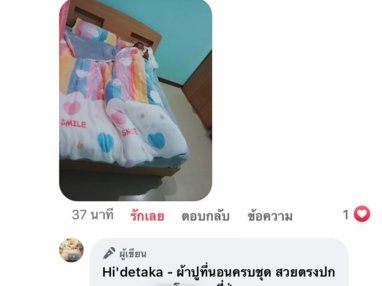 SMILE
SMILE
37 นาที รักเลย ตอบกลับ ข้อความ 1
ผู้เขียน
Hi'detaka - ผ้าปูที่นอนครบชุด สวยตรงปก